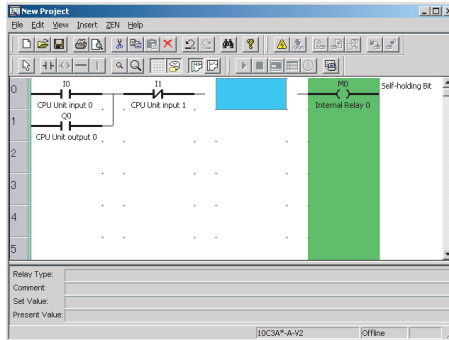 New Project
File Edit View Insert ZEN Help
0
I0
I1
M0
Self-holding Bit
CPU Unit input 0
CPU Unit input 1
Internal Relay 0
1
Q0
CPU Unit output 0
2
3
4
5
Relay Type:
Comment:
Set Value:
Present Value:
10C3A*-A-V2
Offline